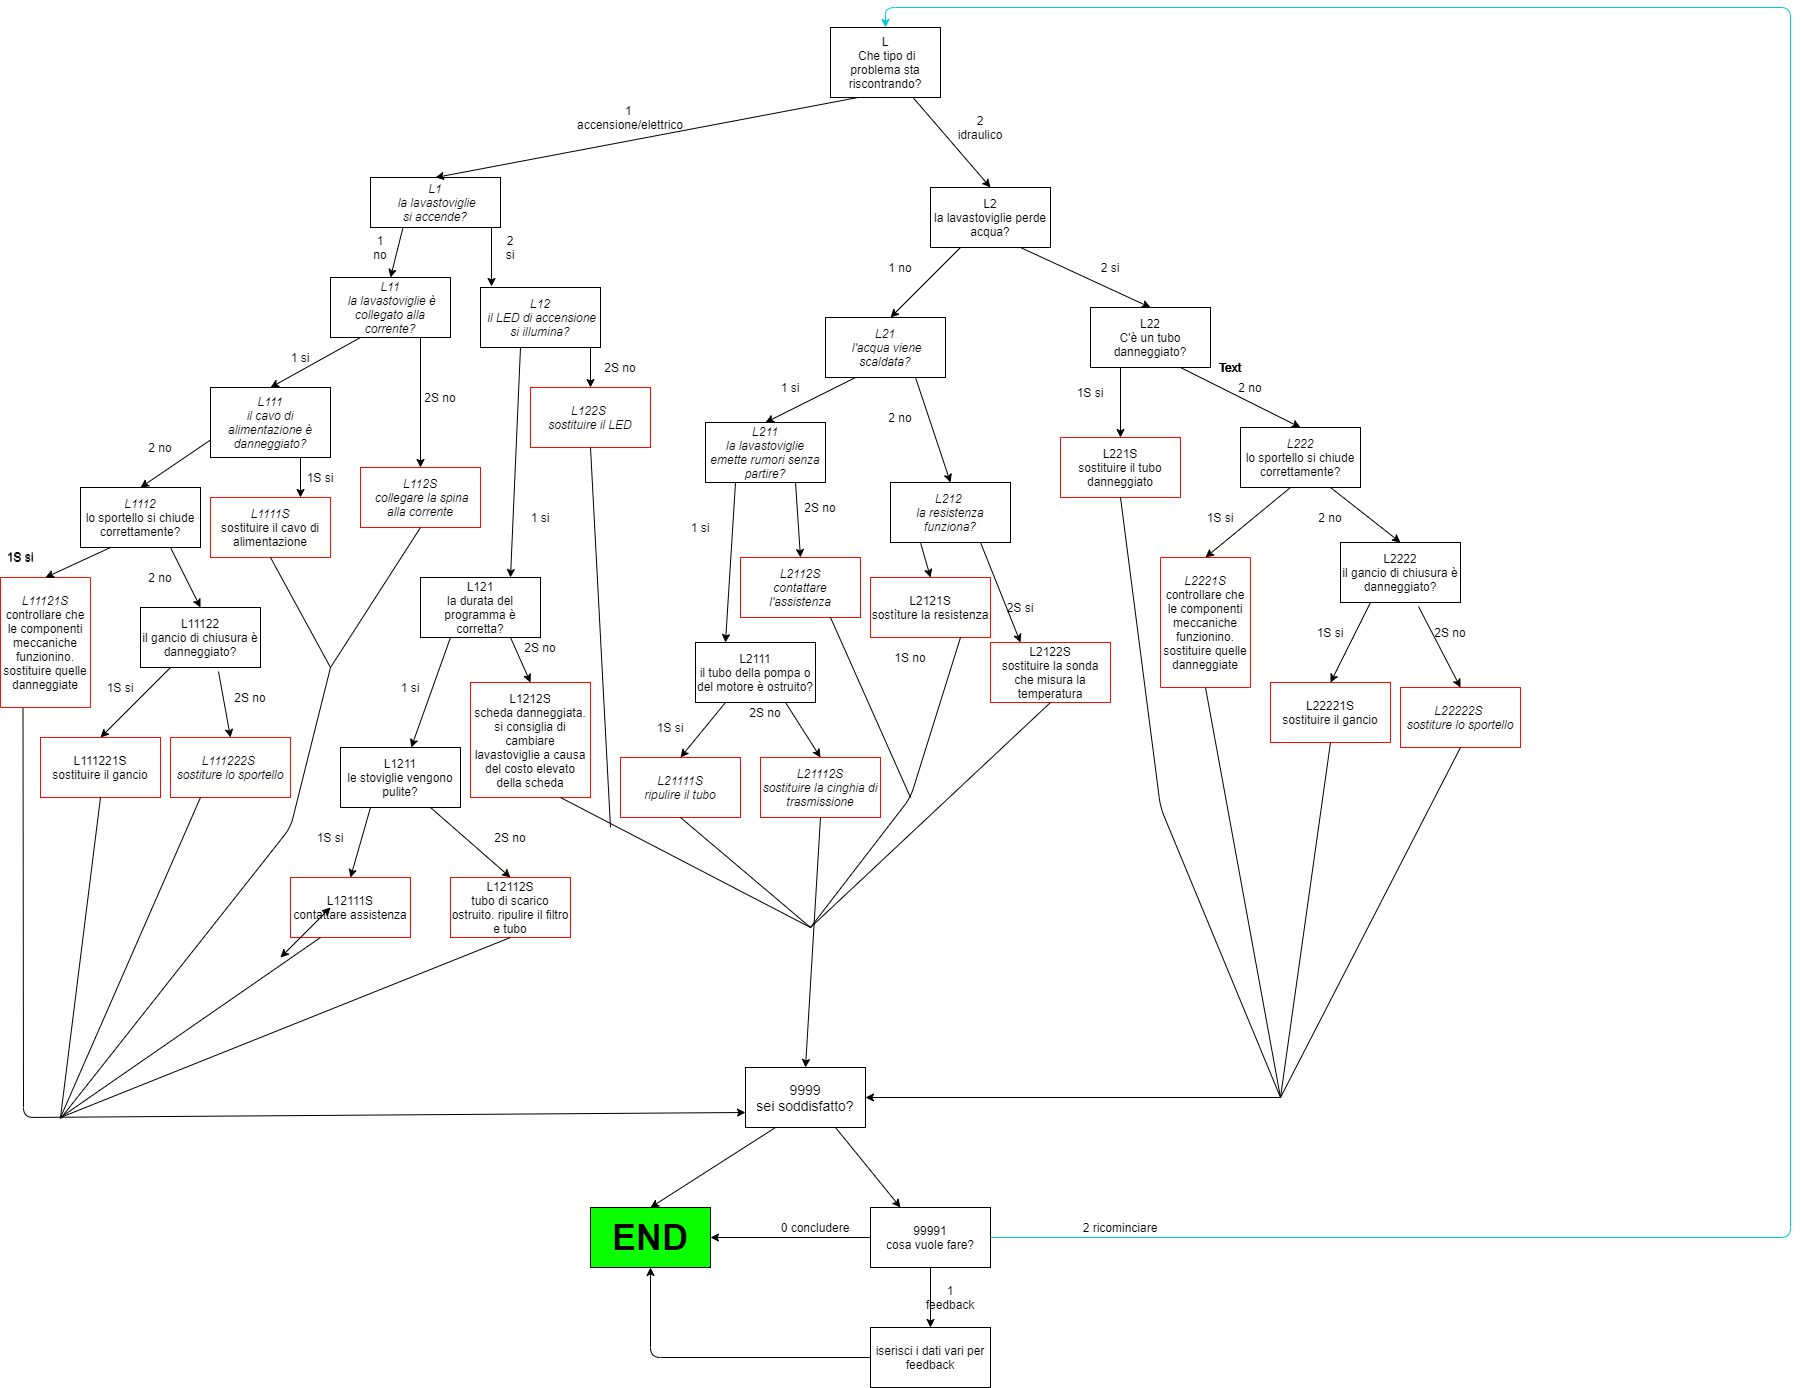 L
Che tipo di
problema sta
riscontrando?
1
accensione/elettrico
2
idraulico
L1
la lavastoviglie
si accende?
L2
la lavastoviglie perde
acqua?
1
no
2
si
1 no
2 si
L11
la lavastoviglie è
collegato alla
corrente?
L12
il LED di accensione
si illumina?
L21
l'acqua viene
scaldata?
L22
C'è un tubo
danneggiato?
Text
1 si
2S no
2S no
1 si
2 no
1S si
2 no
L111
il cavo di
alimentazione è
danneggiato?
L122S
sostituire il LED
L211
la lavastoviglie
emette rumori senza
partire?
L221S
sostituire il tubo
danneggiato
L222
lo sportello si chiude
correttamente?
2 no
1S si
1 si
1 si
2S no
1S si
2 no
L1112
lo sportello si chiude
correttamente?
L1111S
sostituire il cavo di
alimentazione
L112S
collegare la spina
alla corrente
L212
la resistenza
funziona?
1S si
2 no
L11121S
controllare che
le componenti
meccaniche
funzionino.
sostituire quelle
danneggiate
L11122
il gancio di chiusura è
danneggiato?
L121
la durata del
programma è
corretta?
L2112S
contattare
l'assistenza
L2121S
sostiture la resistenza
2S si
1S no
L2221S
controllare che
le componenti
meccaniche
funzionino.
sostituire quelle
danneggiate
L2222
il gancio di chiusura è
danneggiato?
1S si
2S no
1 si
2S no
1S si
2S no
L111221S
sostituire il gancio
L111222S
sostiture lo sportello
L1212S
scheda danneggiata.
si consiglia di
cambiare
lavastoviglie a causa
del costo elevato
della scheda
L2111
il tubo della pompa o
del motore è ostruito?
L2122S
sostituire la sonda
che misura la
temperatura
L22221S
sostituire il gancio
L22222S
sostiture lo sportello
1S si
2S no
L1211
le stoviglie vengono
pulite?
L21111S
ripulire il tubo
L21112S
sostituire la cinghia di
trasmissione
1S si
2S no
L12111S
contattare assistenza
L12112S
tubo di scarico
ostruito. ripulire il filtro
e tubo
9999
sei soddisfatto?
END
0 concludere
99991
cosa vuole fare?
2 ricominciare
1
feedback
iserisci i dati vari per
feedback